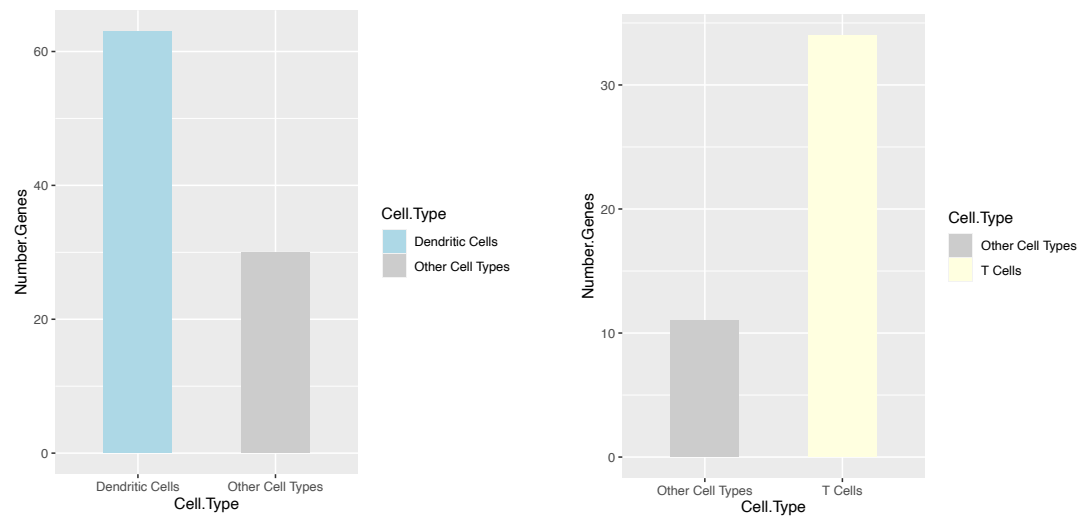 60
40
20
0
Number.Genes
Dendritic Cells
Other Cell Types
Cell.Type
Cell.Type
Dendritic Cells
Other Cell Types
30
20
10
0
Number.Genes
Other Cell Types
T Cells
Cell.Type
Cell.Type
Other Cell Types
T Cells